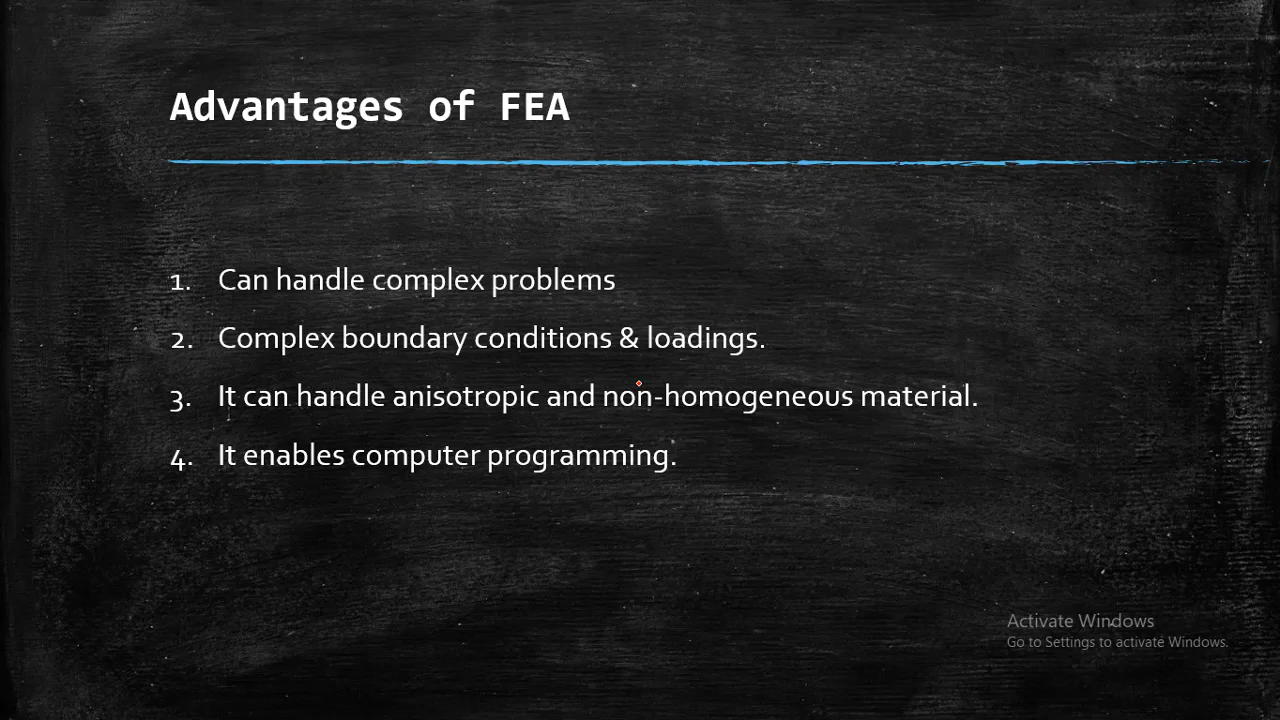 Advantages of FEA
1. Can handle complex problems
2. Complex boundary conditions & loadings.
3. It can handle anisotropic and non-homogeneous material.
4. It enables computer programming.
Activate Windows
Go to Settings to activate Windows.